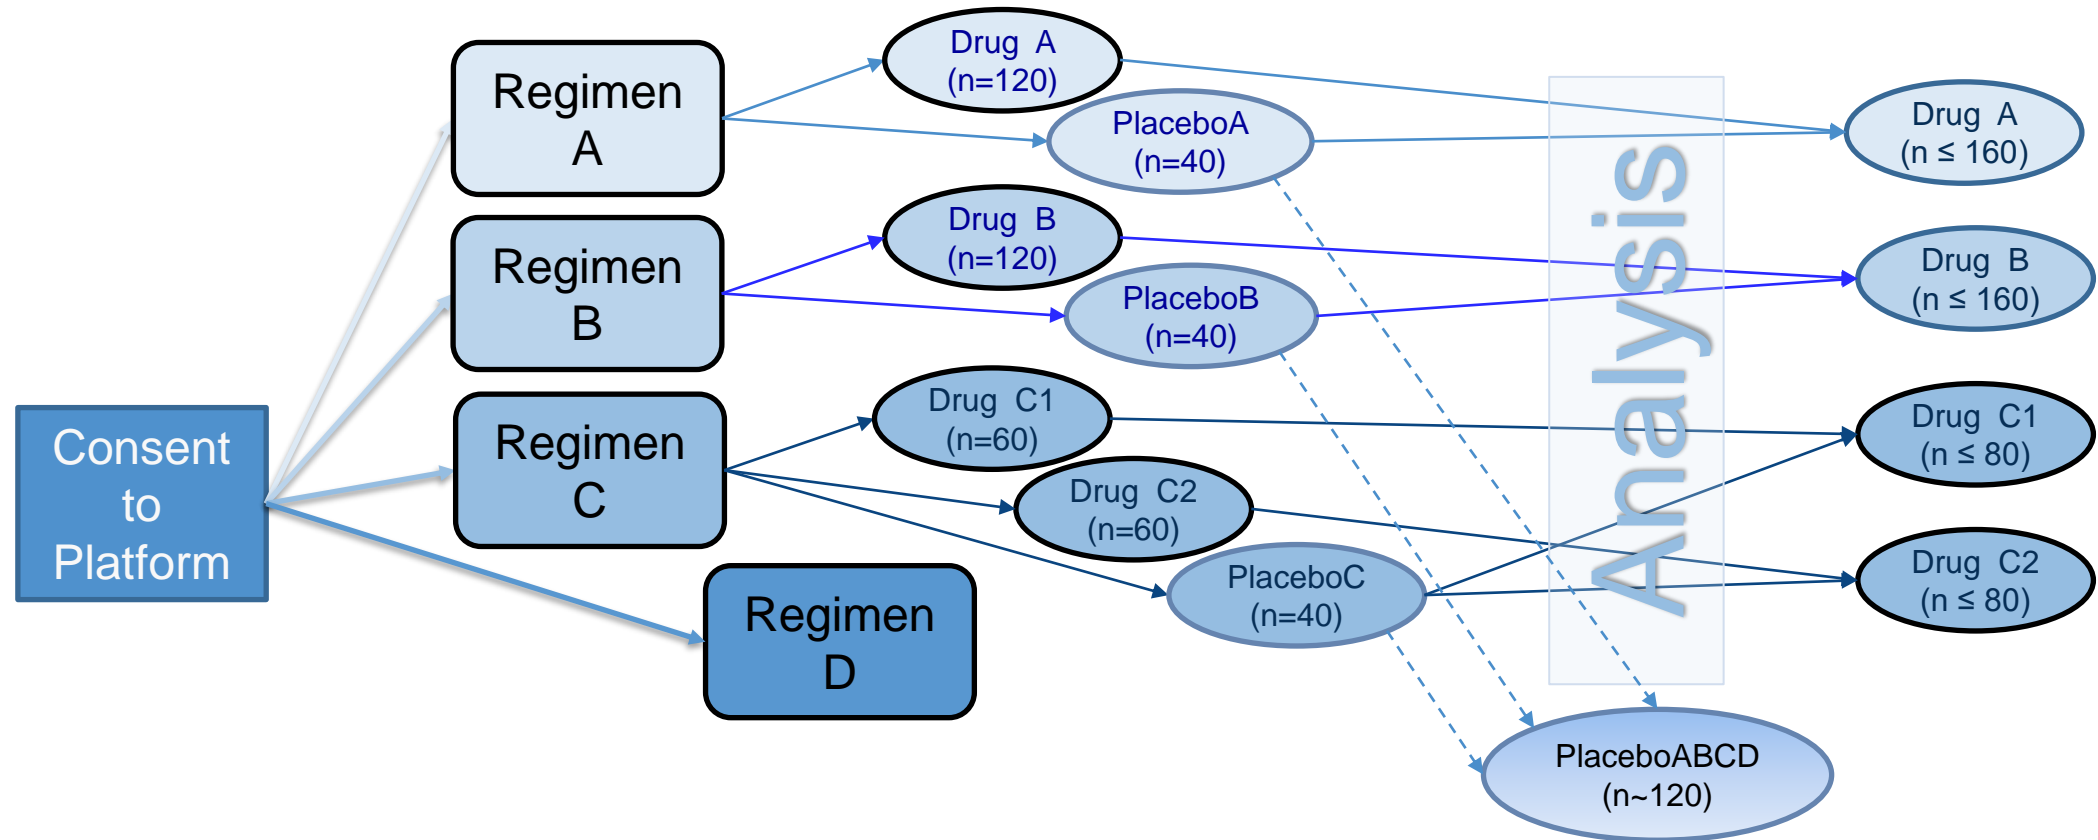 Consent
to
Platform
Regimen
A
Regimen
B
Regimen
C
Regimen
D
Drug A
(n=120)
PlaceboA
(n=40)
Drug B
(n=120)
PlaceboB
(n=40)
Drug C1
(n=60)
Drug C2
(n=60)
PlaceboC
(n=40)
Analysis
Drug A
(n ≤ 160)
Drug B
(n ≤ 160)
Drug C1
(n ≤ 80)
Drug C2
(n ≤ 80)
PlaceboABCD
(n~120)